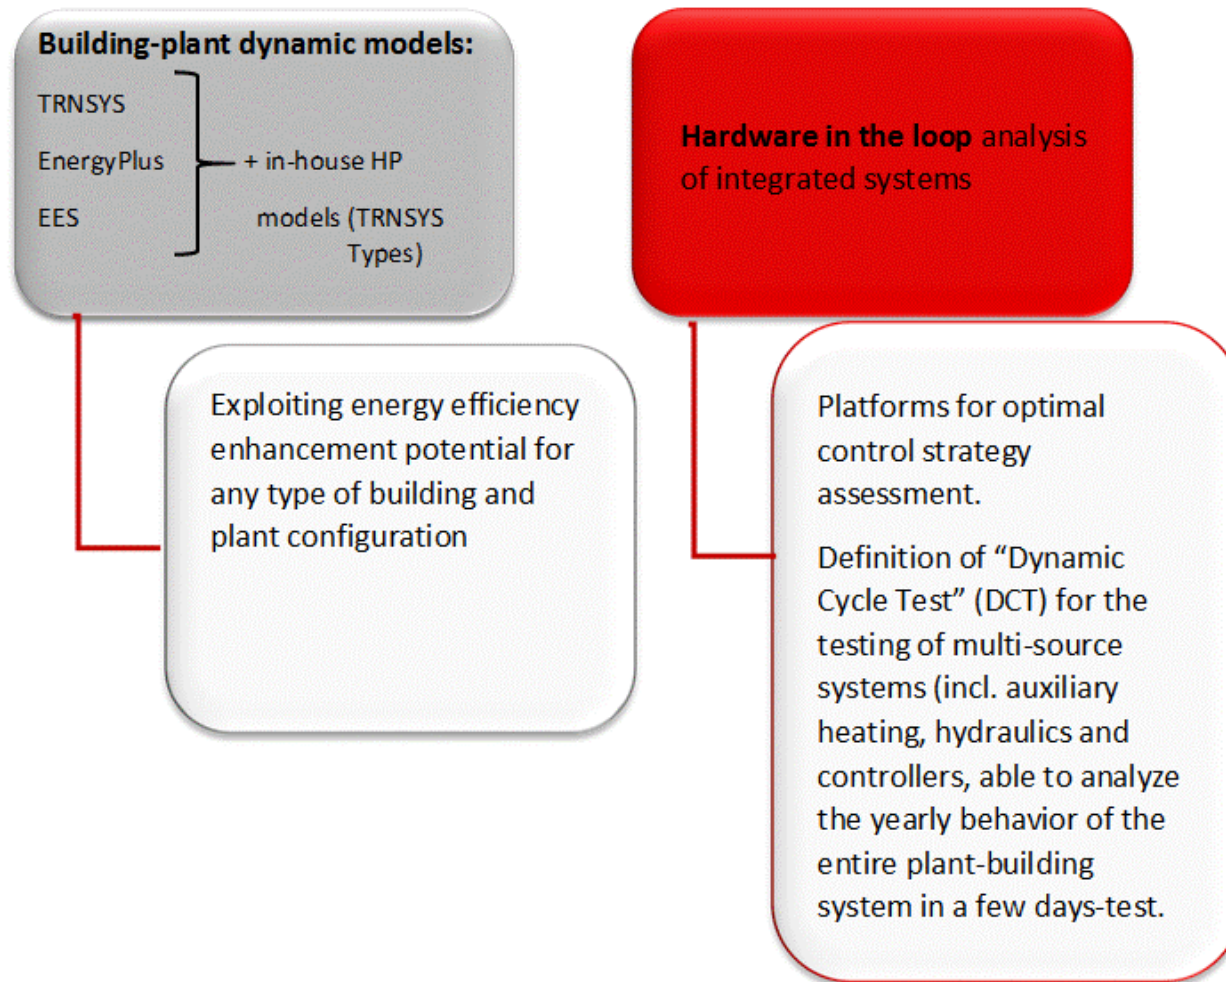 Building-plant dynamic models:
TRNSYS
EnergyPlus
+ in-house HP
EES
models (TRNSYS
Types)
Exploiting energy efficiency
enhancement potential for
any type of building and
plant configuration
Hardware in the loop analysis
of integrated systems
Platforms for optimal
control strategy
assessment.
Definition of “Dynamic
Cycle Test” (DCT) for the
testing of multi-source
systems (incl. auxiliary
heating, hydraulics and
controllers, able to analyze
the yearly behavior of the
entire plant-building
system in a few days-test.